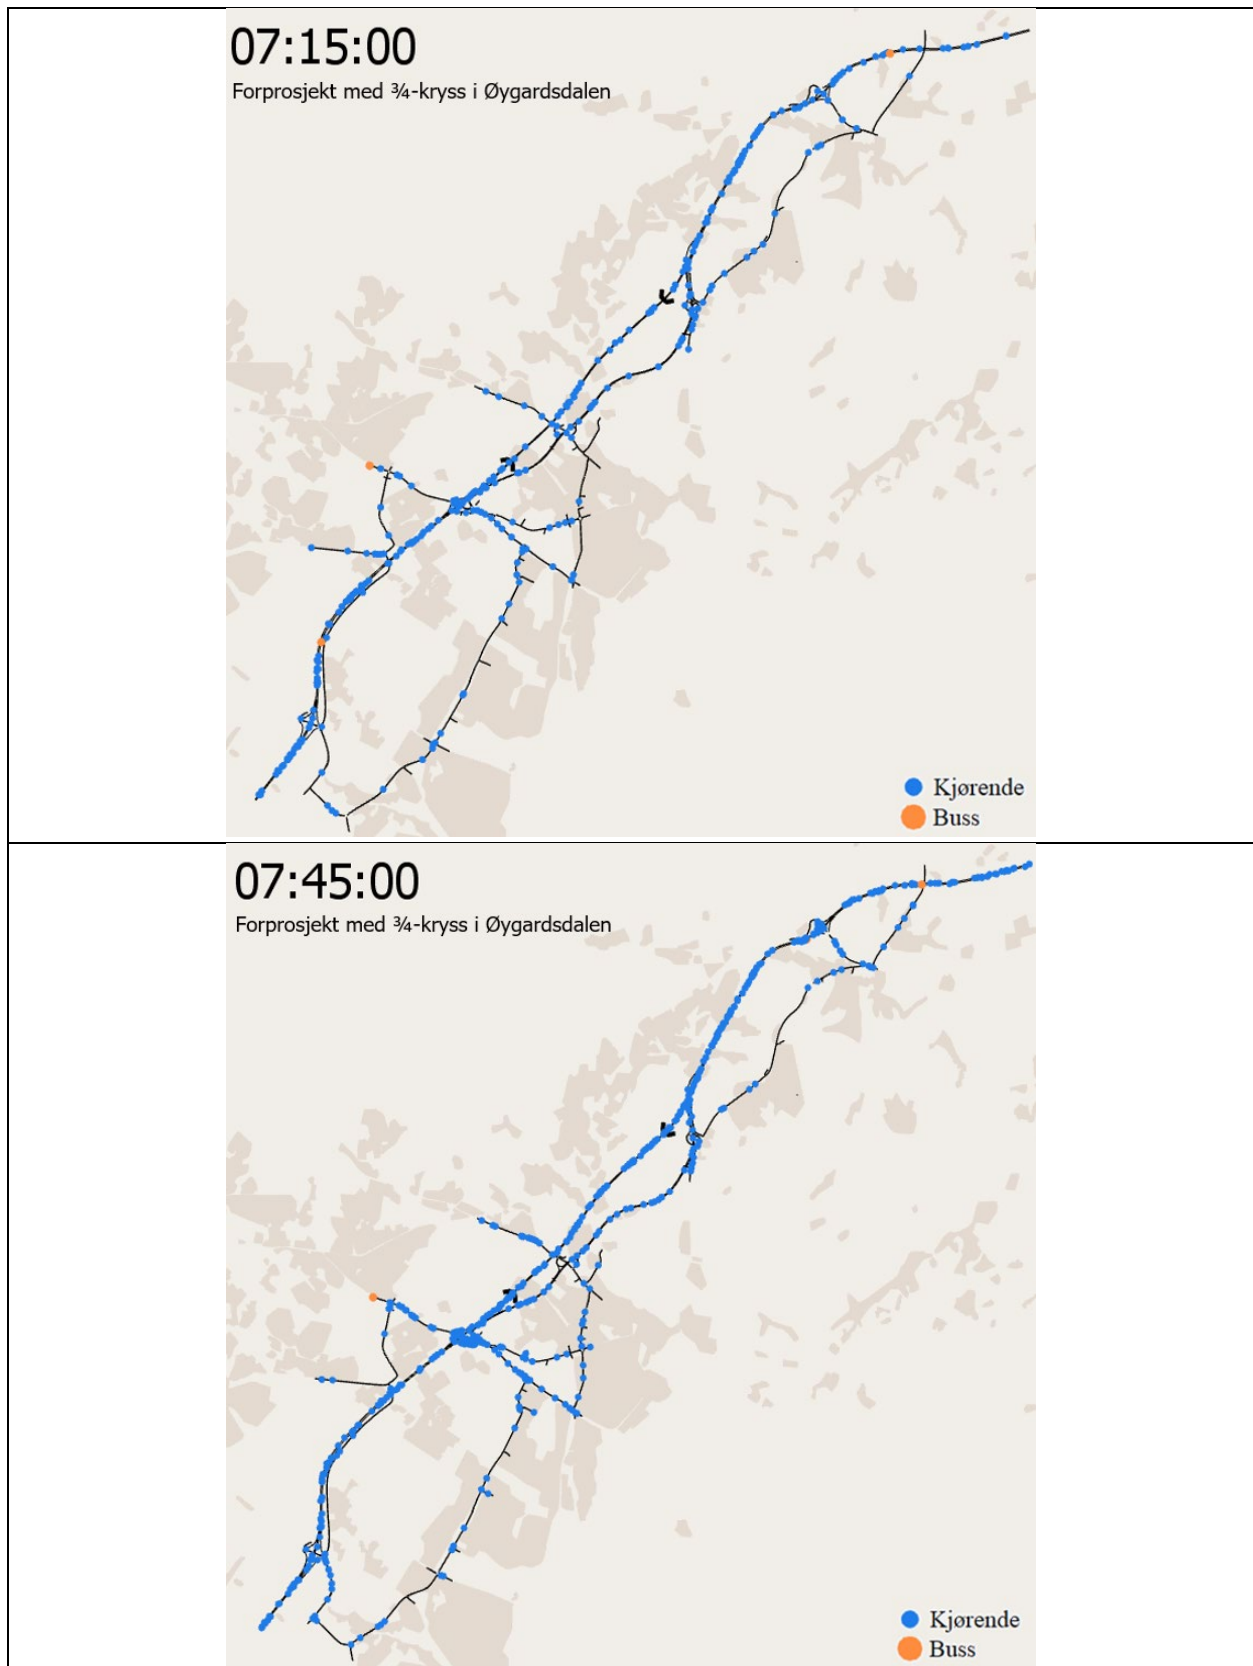 07:15:00
Forprosjekt med ¾-kryss i Øygardsdalen
Kjørende
Buss
07:45:00
Forprosjekt med ¾-kryss i Øygardsdalen
Kjørende
Buss